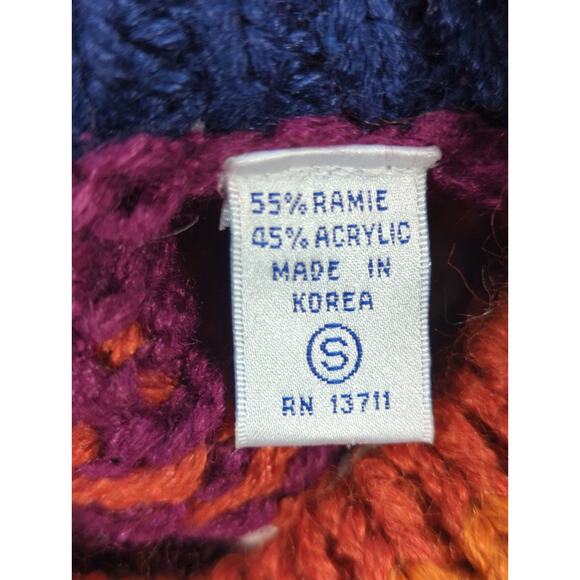 55% RAMIE
45% ACRYLIC
MADE IN
KOREA
S
RN 13711